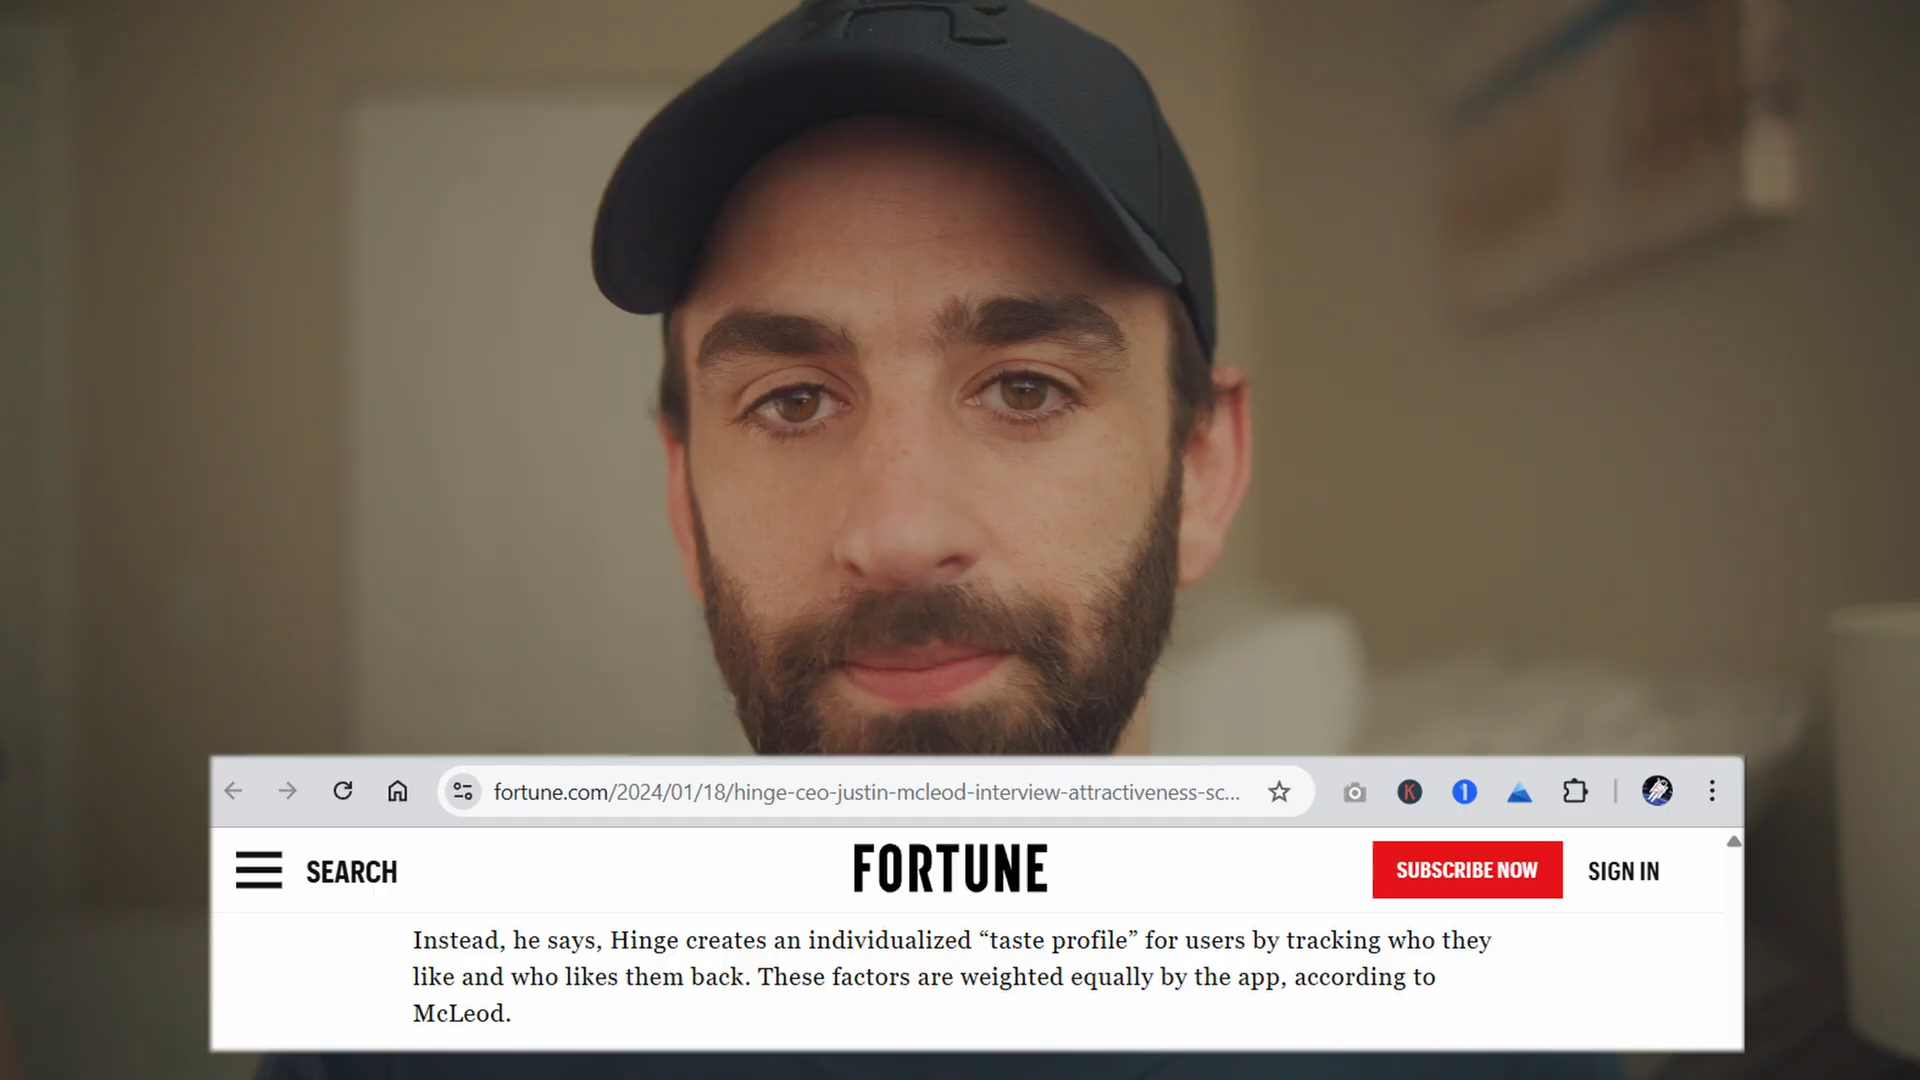 fortune.com/2024/01/18/hinge-ceo-justin-mcleod-interview-attractiveness-sc...
SEARCH
FORTUNE
SUBSCRIBE NOW
SIGN IN
Instead, he says, Hinge creates an individualized “taste profile” for users by tracking who they
like and who likes them back. These factors are weighted equally by the app, according to
McLeod.